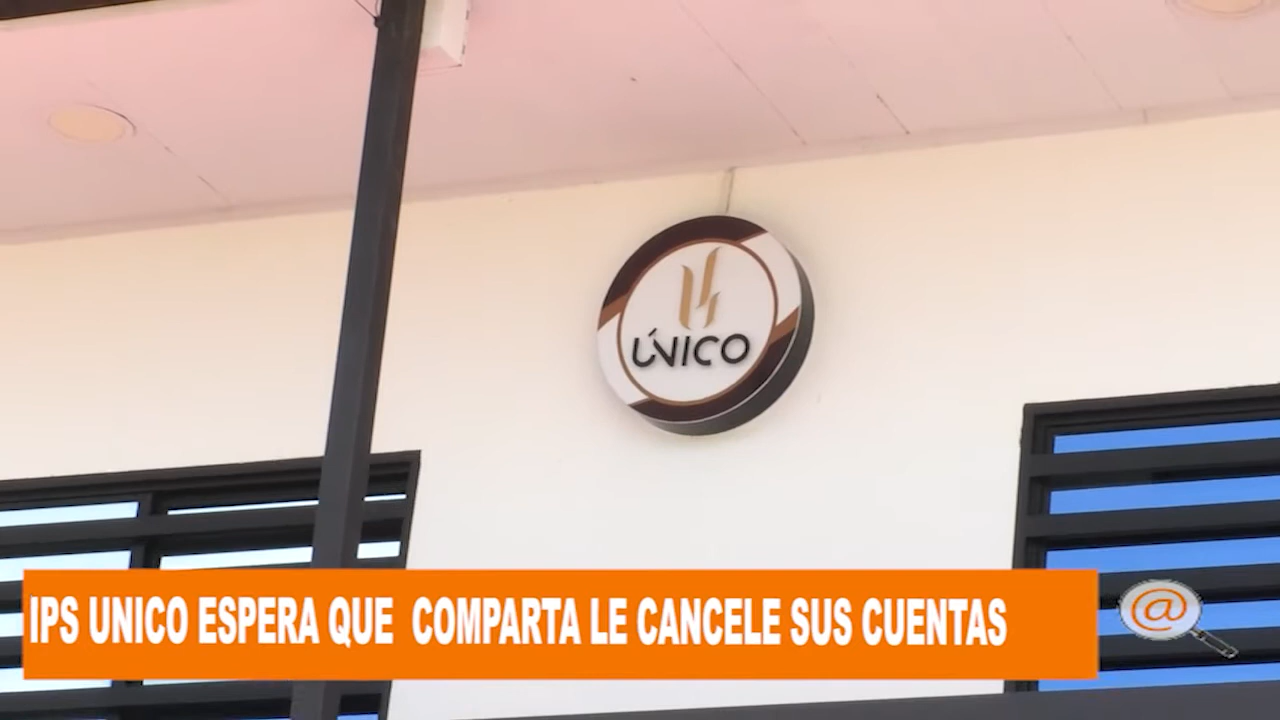 ÚNICO
IPS UNICO ESPERA QUE COMPARTA LE CANCELE SUS CUENTAS
@